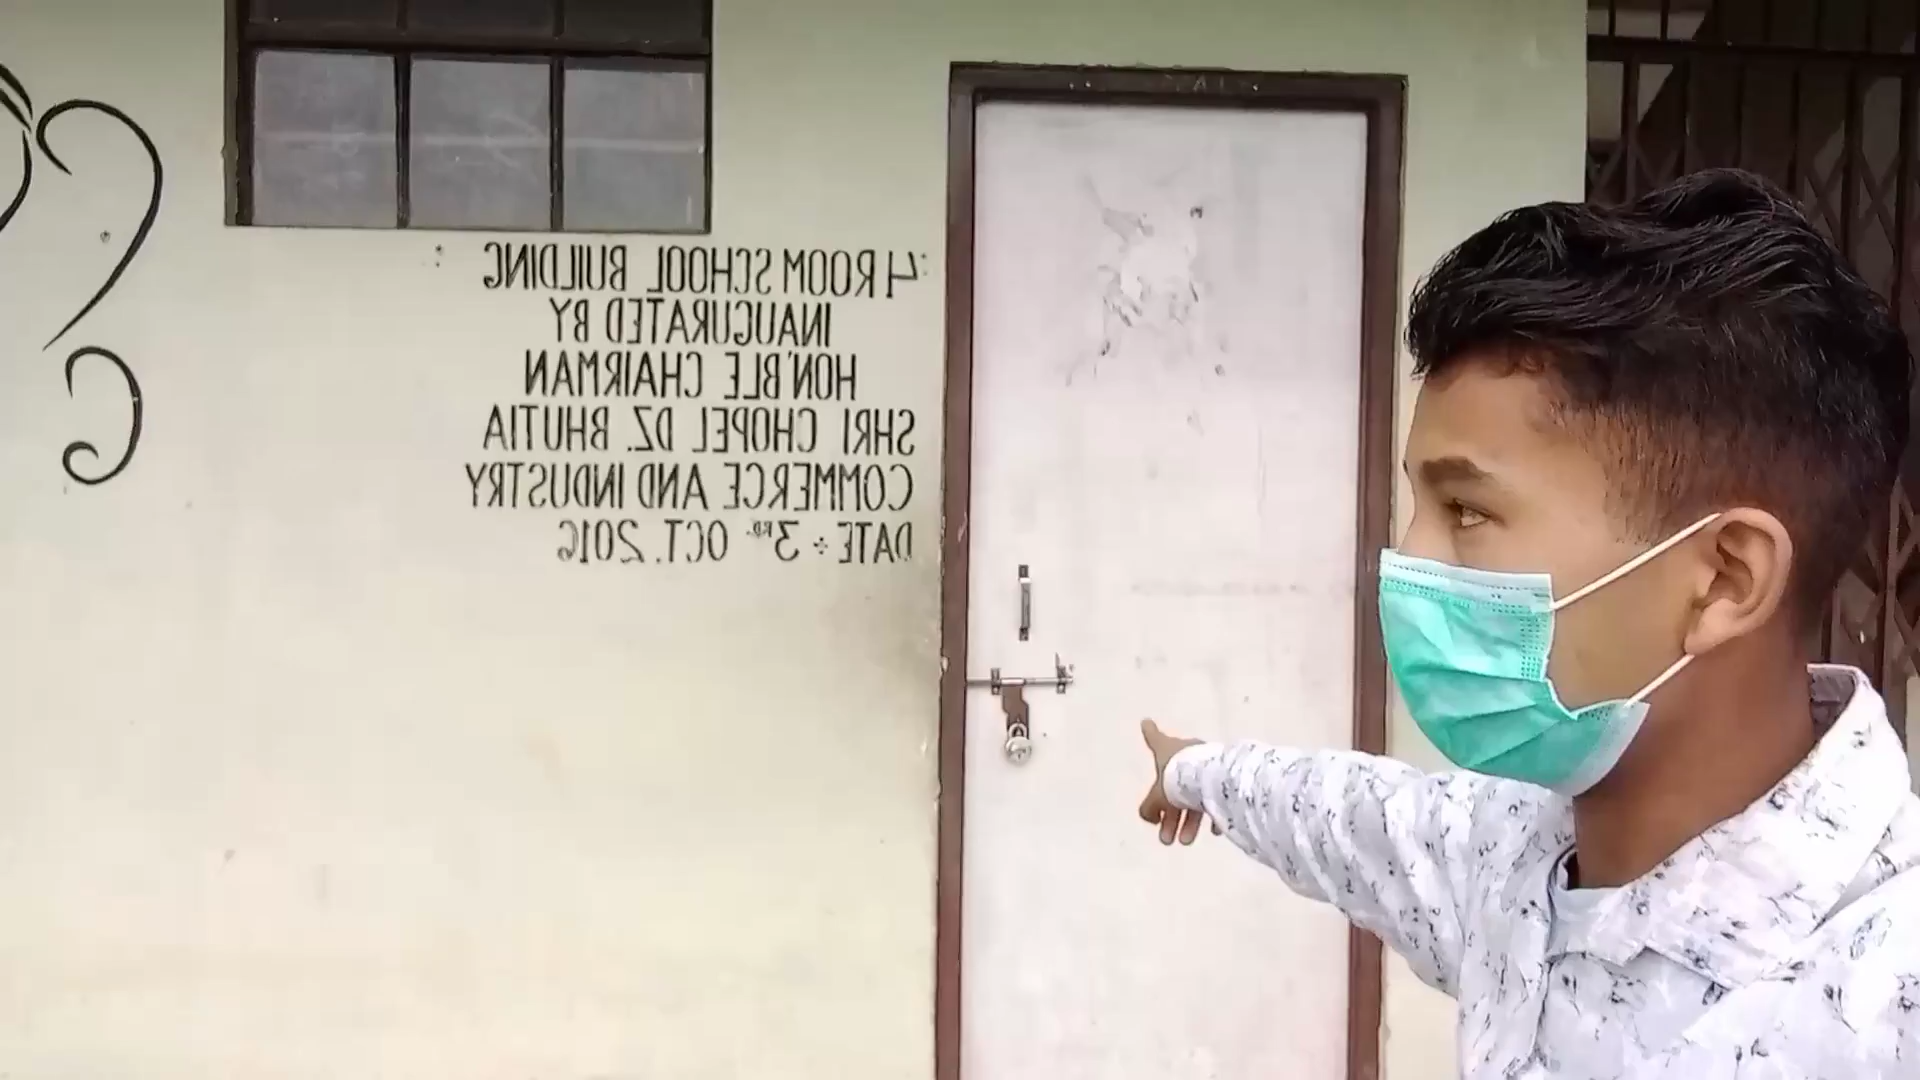 4 ROOM SCHOOL BUILDING
INAUGURATED BY
HON'BLE CHAIRMAN
SHRI CHOPEL DZ. BHUTIA
COMMERCE AND INDUSTRY
DATE ÷ 3RD. OCT. 2016